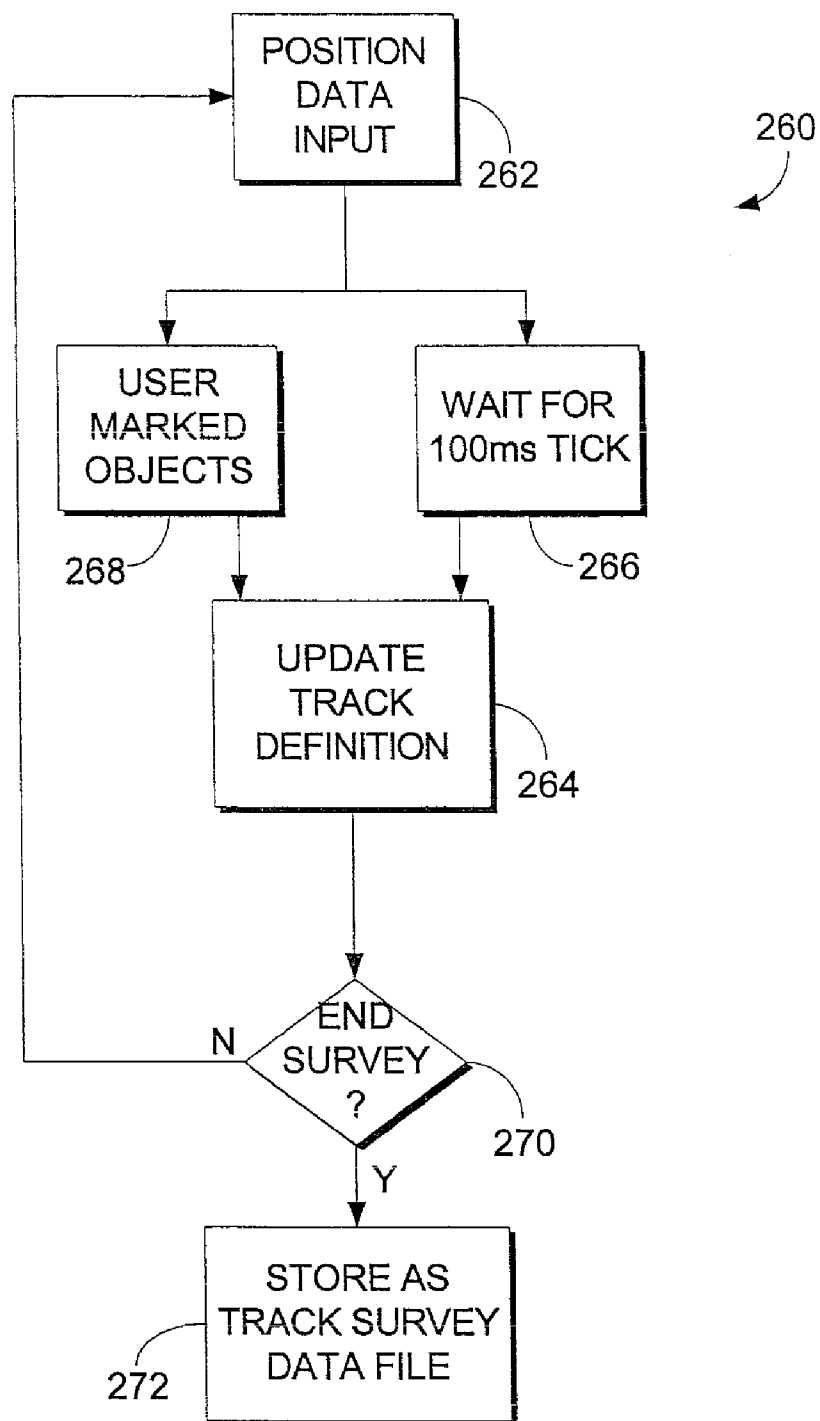 POSITION
DATA
INPUT
262
260
USER
MARKED
OBJECTS
268
WAIT FOR
100ms TICK
266
UPDATE
TRACK
DEFINITION
264
END
SURVEY
?
N
270
Y
STORE AS
TRACK SURVEY
DATA FILE
272